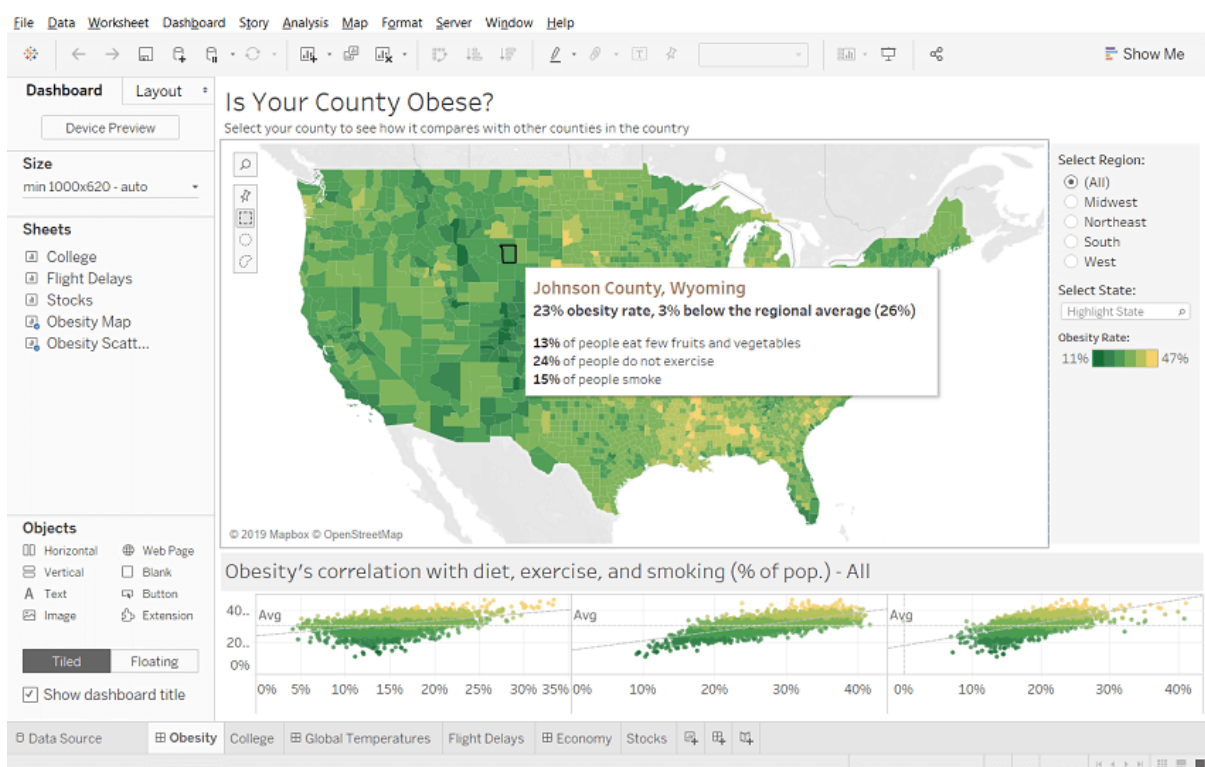 File Data Worksheet Dashboard Story Analysis Map Format Server Window Help
Show Me
Dashboard Layout
Device Preview
Size
min 1000x620 - auto
Sheets
College
Flight Delays
Stocks
Obesity Map
Obesity Scatt...
Objects
Horizontal Web Page
Vertical Blank
A Text Button
Image Extension
Tiled Floating
Show dashboard title
Is Your County Obese?
Select your county to see how it compares with other counties in the country
Johnson County, Wyoming
23% obesity rate, 3% below the regional average (26%)
13% of people eat few fruits and vegetables
24% of people do not exercise
15% of people smoke
© 2019 Mapbox © OpenStreetMap
Select Region:
(All)
Midwest
Northeast
South
West
Select State:
Highlight State
Obesity Rate:
11% 47%
Obesity's correlation with diet, exercise, and smoking (% of pop.) - All
40.. Avg Avg Avg
20..
0%
0% 5% 10% 15% 20% 25% 30% 35% 0% 10% 20% 30% 40% 0% 10% 20% 30% 40%
Data Source Obesity College Global Temperatures Flight Delays Economy Stocks